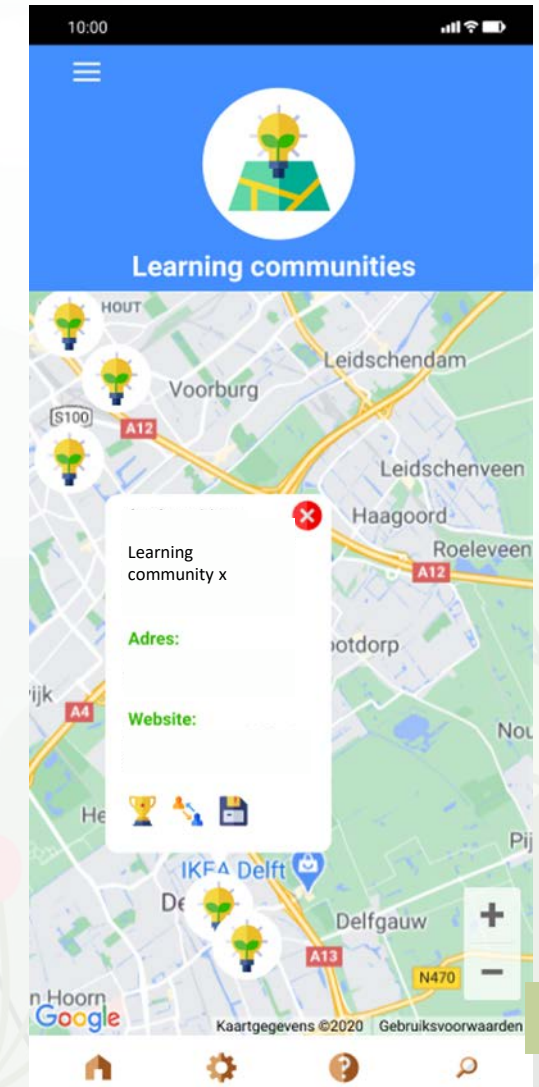 10:00
Learning communities
HOUT
Leidschendam
Voorburg
S100
A12
Leidschenveen
Haagoord
Roeleveen
A12
Learning
community x
Adres:
ootdorp
ijk
A4
Website:
Nou
He
Pij
IKEA Delft
De
Delfgauw
A13
N470
n Hoorn
Google
Kaartgegevens ©2020
Gebruiksvoorwaarden